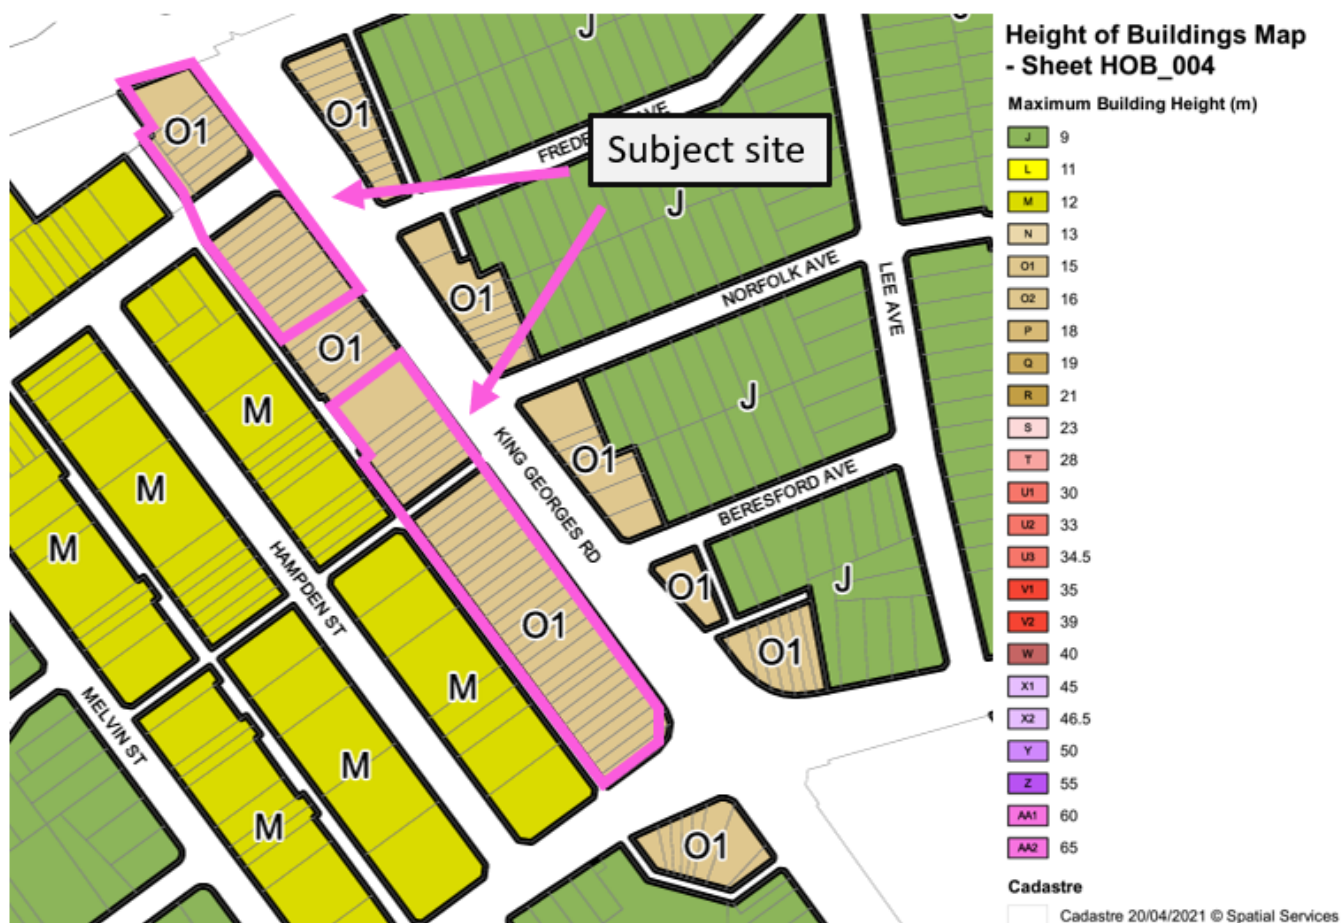 Height of Buildings Map
- Sheet HOB_004
Maximum Building Height (m)
J 9
L 11
M 12
N 13
O1 15
O2 16
P 18
Q 19
R 21
S 23
T 28
U1 30
U2 33
U3 34.5
V1 35
V2 39
W 40
X1 45
X2 46.5
Y 50
Z 55
AA1 60
AA2 65
Cadastre
Cadastre 20/04/2021 © Spatial Services
Subject site
J
O1
O1
AVE
J
O1
NORFOLK AVE
LEE AVE
O1
M
J
KING GEORGES RD
O1
M
M
BERESFORD AVE
HAMPDEN ST
J
O1
O1
O1
M
MELVIN ST
M
M
O1